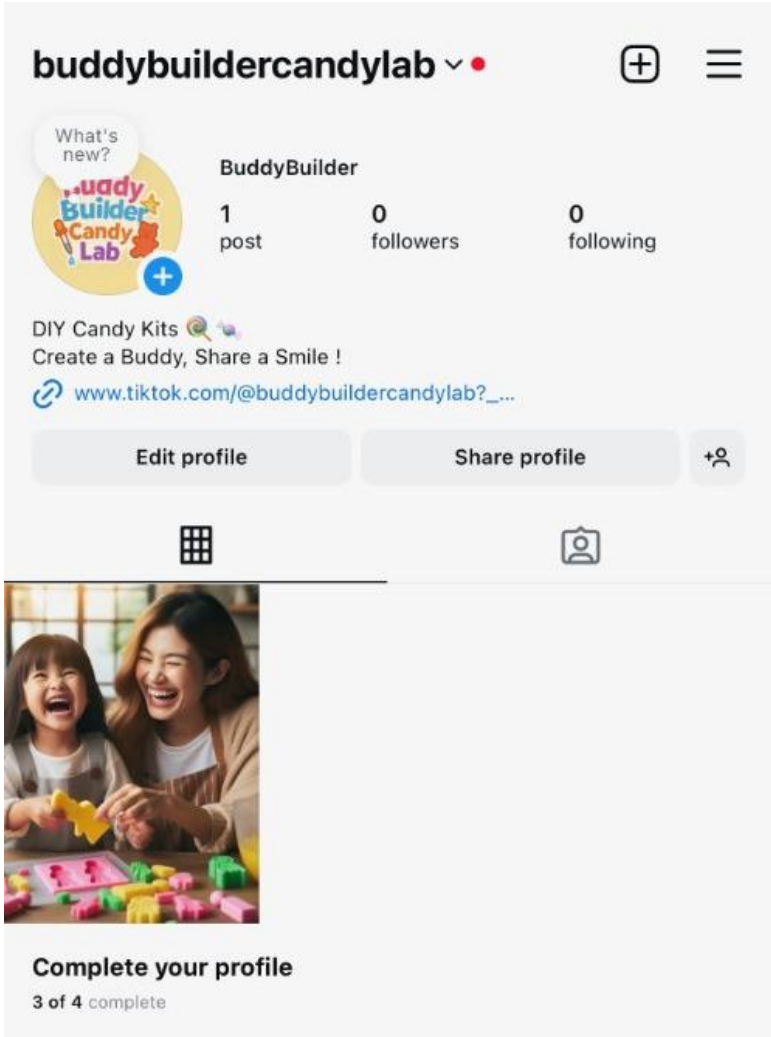 buddybuildercandylab
What's
new?
Builder
Candy
Lab
BuddyBuilder
1
0
0
post
followers
following
DIY Candy Kits 🍭 🍬
Create a Buddy, Share a Smile !
www.tiktok.com/@buddybuildercandylab?_...
Edit profile
Share profile
Complete your profile
3 of 4 complete